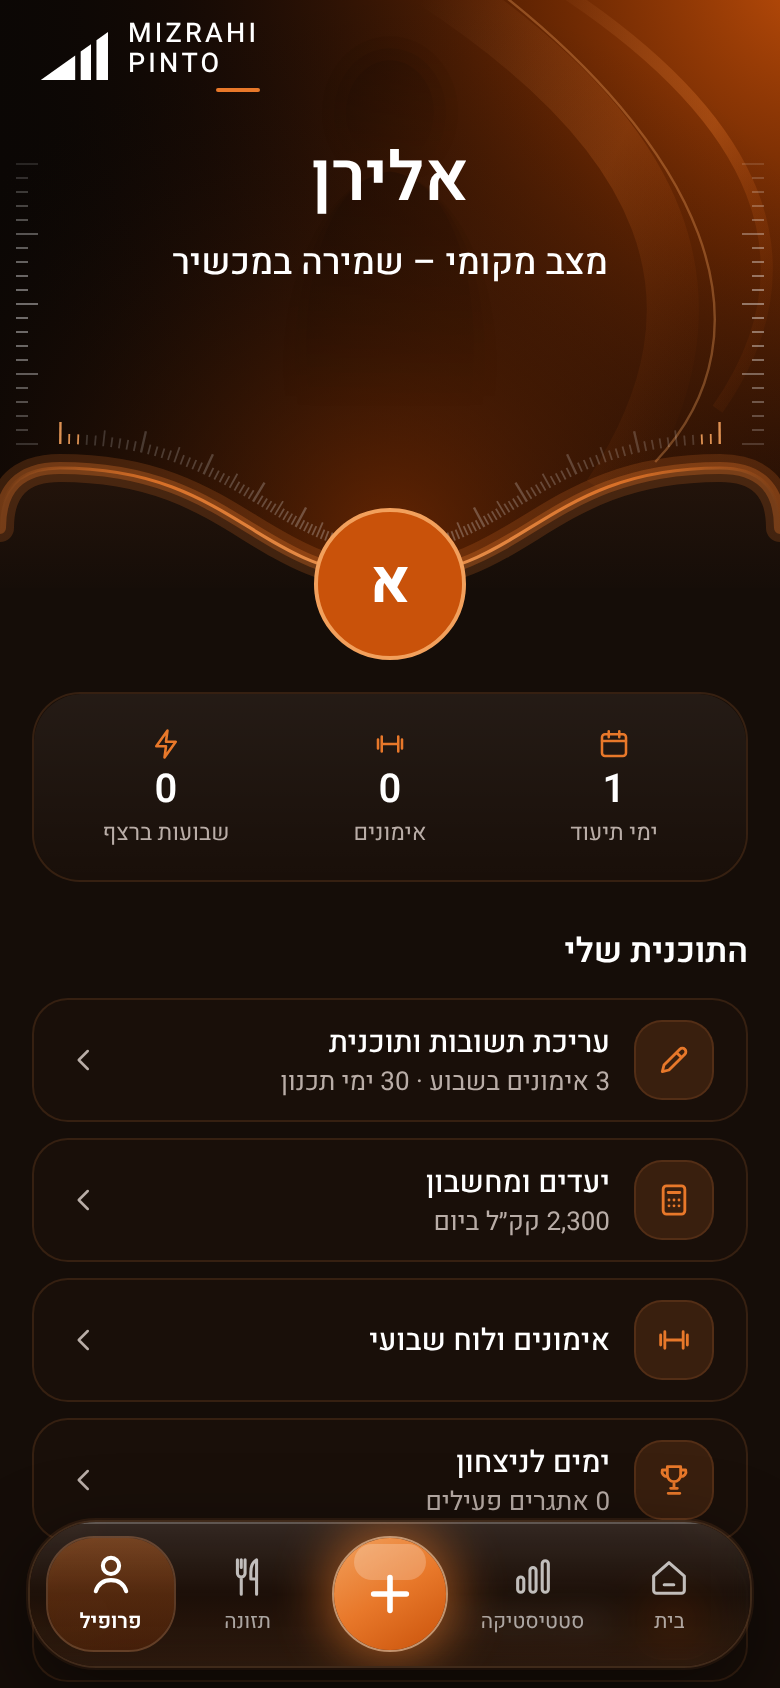 MIZRAHI
PINTO
אלירן
מצב מקומי – שמירה במכשיר
א
1
ימי תיעוד
0
אימונים
0
שבועות ברצף
התוכנית שלי
עריכת תשובות ותוכנית
3 אימונים בשבוע · 30 ימי תכנון
יעדים ומחשבון
2,300 קק״ל ביום
אימונים ולוח שבועי
ימים לניצחון
0 אתגרים פעילים
בית
סטטיסטיקה
תזונה
פרופיל